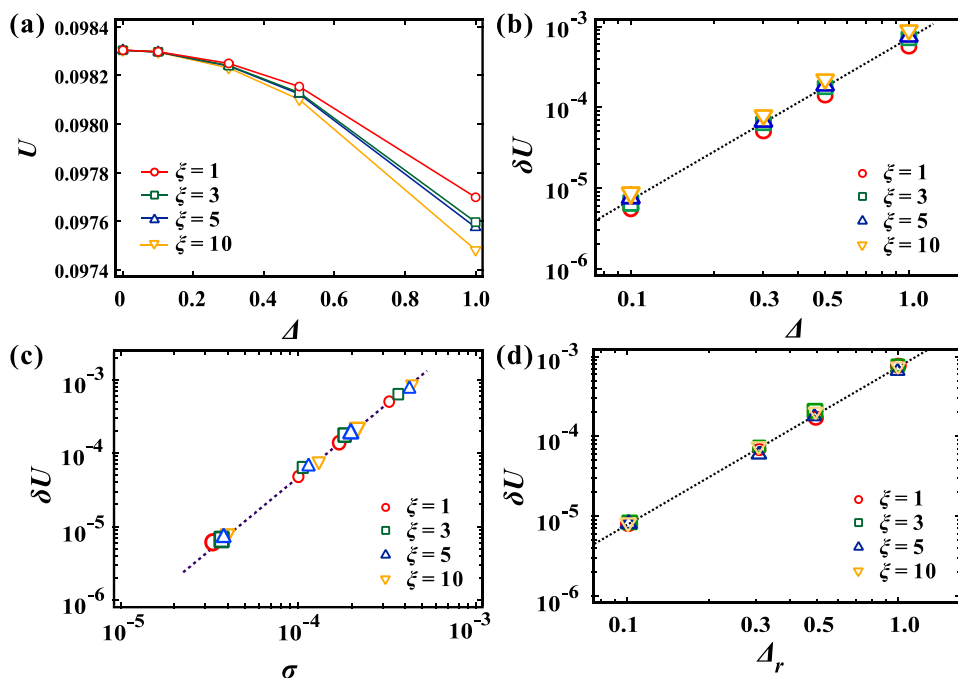 (a)
0.0984
0.0982
0.0980
0.0978
0.0976
0.0974
U
ξ = 1
ξ = 3
ξ = 5
ξ = 10
0 0.2 0.4 0.6 0.8 1.0
Δ
(b)
10⁻³
10⁻⁴
10⁻⁵
10⁻⁶
δU
ξ = 1
ξ = 3
ξ = 5
ξ = 10
0.1 0.3 0.5 1.0
Δ
(c)
10⁻³
10⁻⁴
10⁻⁵
10⁻⁶
δU
ξ = 1
ξ = 3
ξ = 5
ξ = 10
10⁻⁵ 10⁻⁴ 10⁻³
σ
(d)
10⁻³
10⁻⁴
10⁻⁵
10⁻⁶
δU
ξ = 1
ξ = 3
ξ = 5
ξ = 10
0.1 0.3 0.5 1.0
Δᵣ